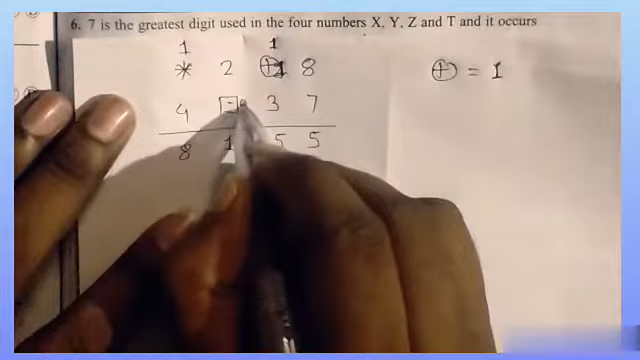 6. 7 is the greatest digit used in the four numbers X, Y, Z and T and it occurs
1 1
* 2 ⊕1 8
⊕ = 1
4 3 7
8 1 5 5